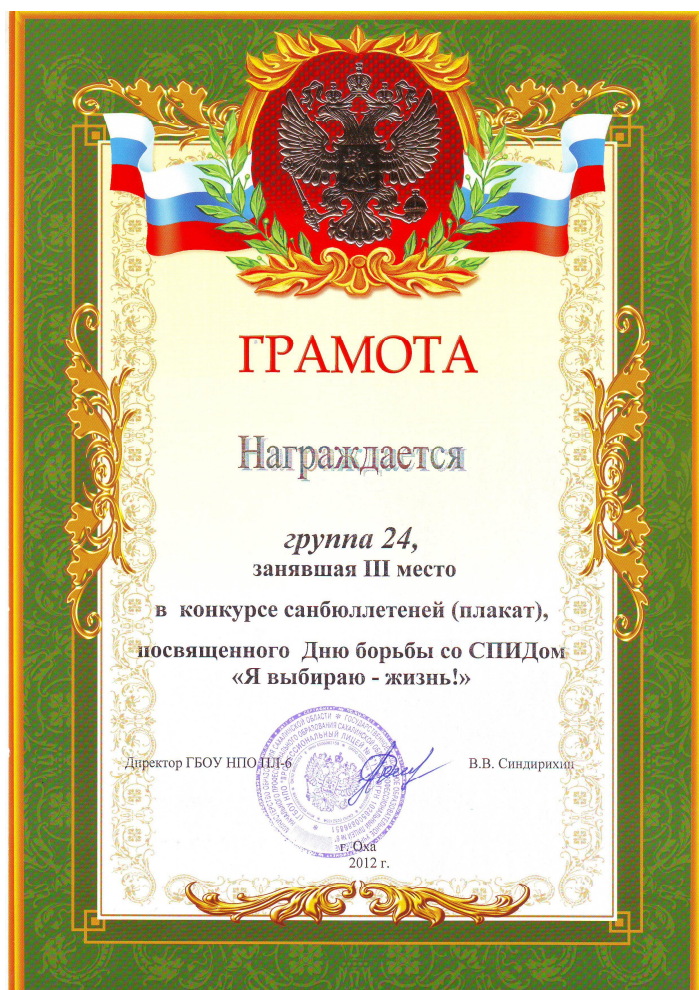 ГРАМОТА
Награждается
группа 24,
занявшая III место
в конкурсе санбюллетеней (плакат),
посвященного Дню борьбы со СПИДом
«Я выбираю - жизнь!»
Директор ГБОУ НПО ПЛ-6 В.В. Синдирихин
г. Оха
2012 г.